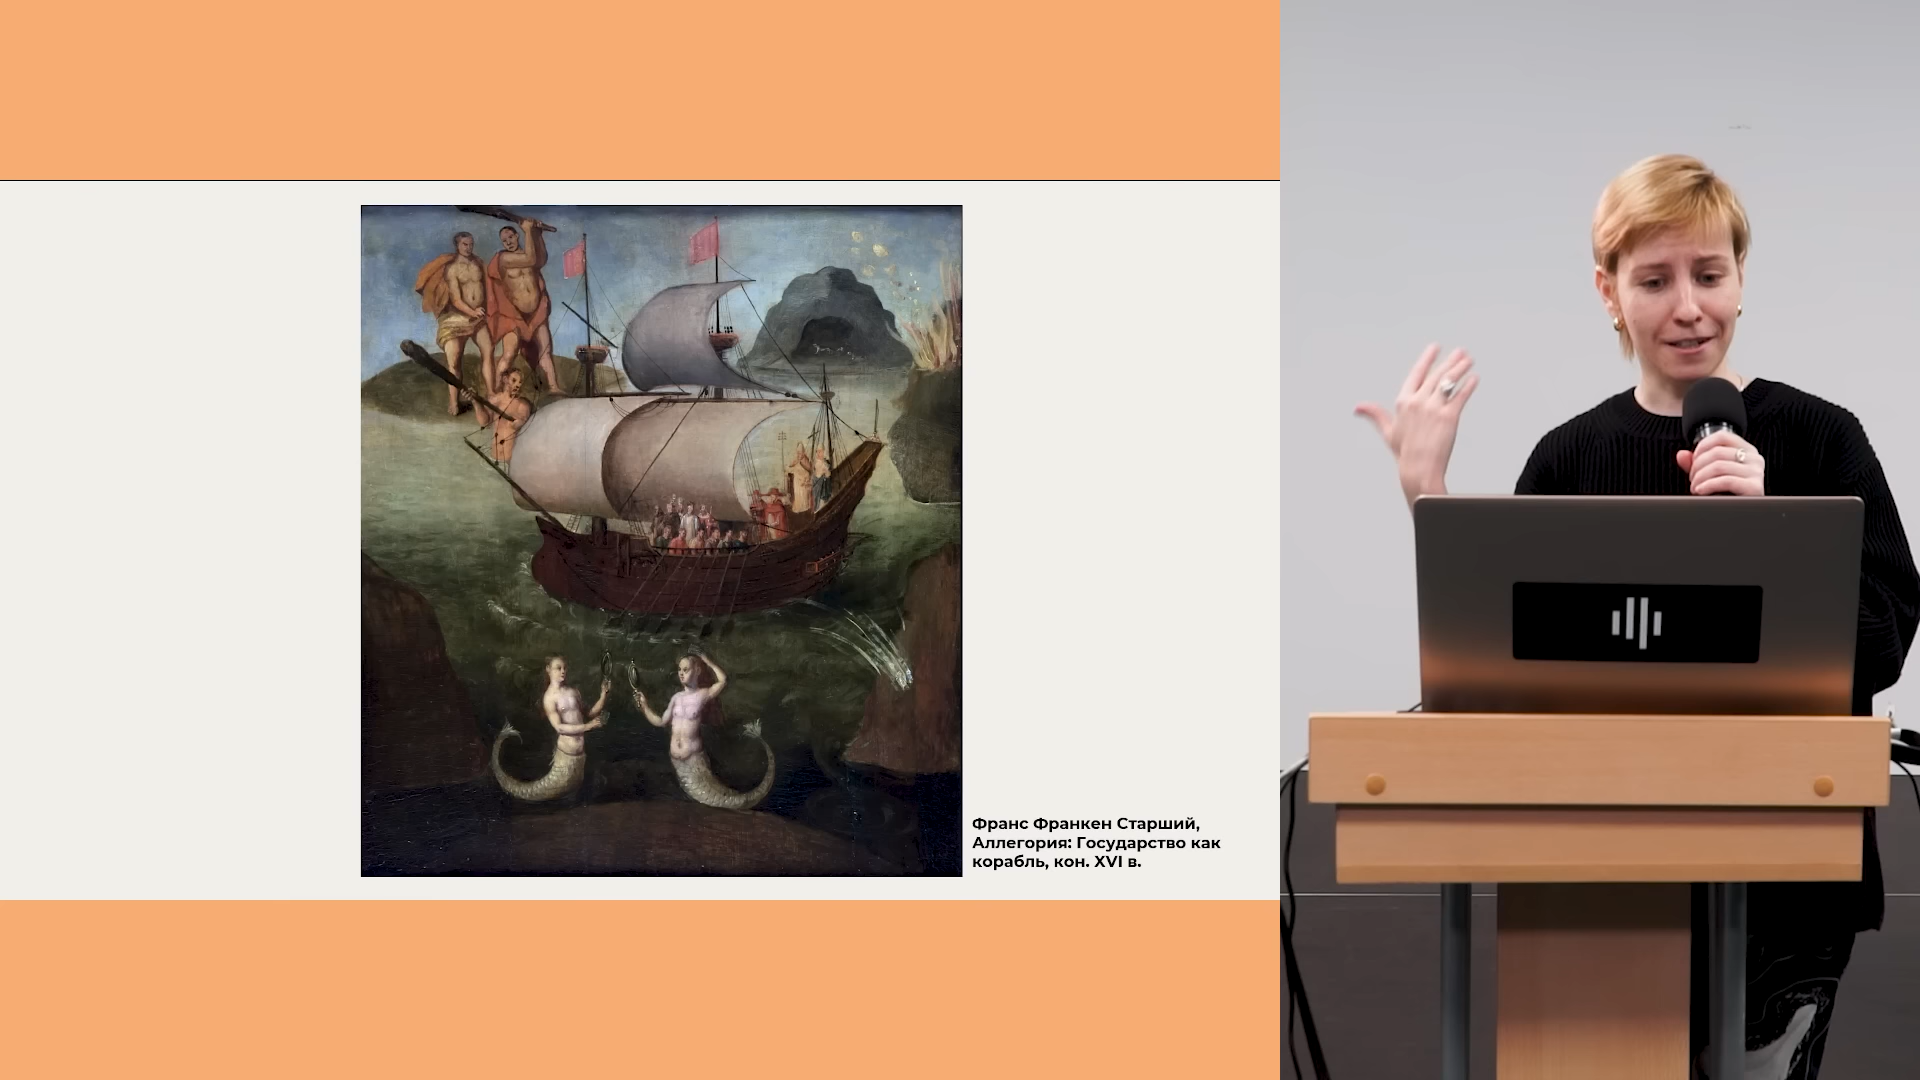 Франс Франкен Старший,
Аллегория: Государство как
корабль, кон. XVI в.